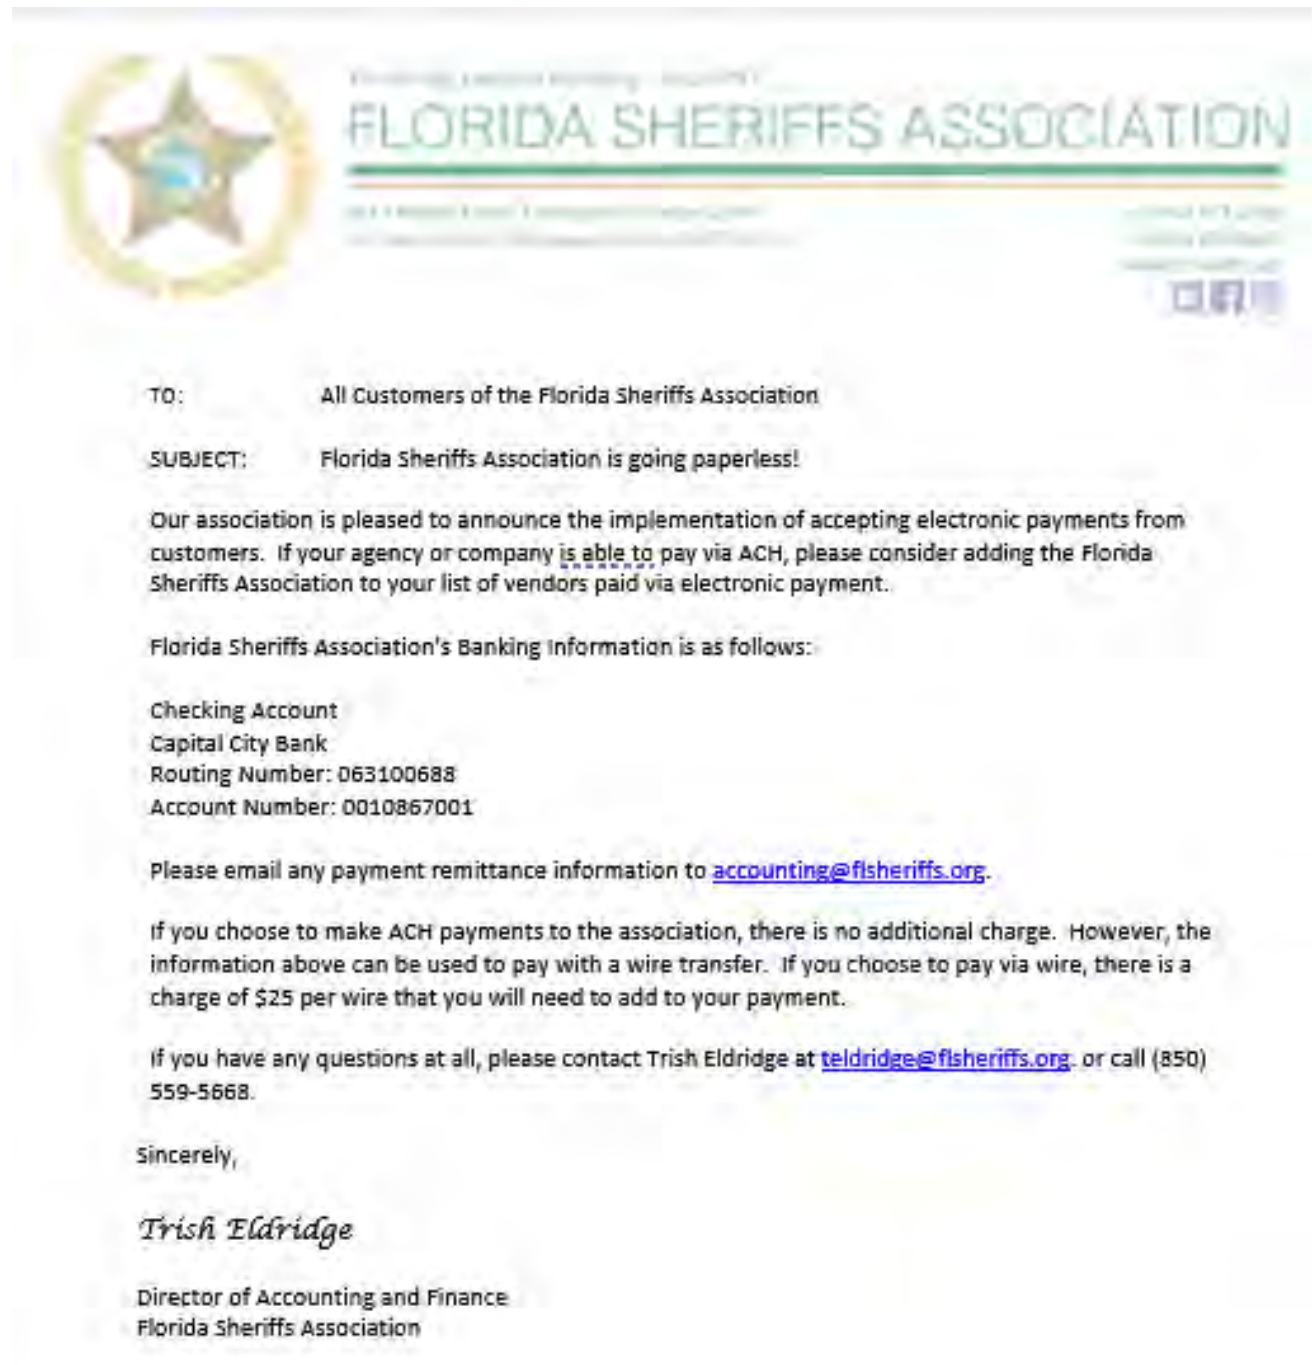 FLORIDA SHERIFFS ASSOCIATION
TO: All Customers of the Florida Sheriffs Association
SUBJECT: Florida Sheriffs Association is going paperless!
Our association is pleased to announce the implementation of accepting electronic payments from
customers. If your agency or company is able to pay via ACH, please consider adding the Florida
Sheriffs Association to your list of vendors paid via electronic payment.
Florida Sheriffs Association's Banking Information is as follows:
Checking Account
Capital City Bank
Routing Number: 063100688
Account Number: 0010867001
Please email any payment remittance information to accounting@flsheriffs.org.
If you choose to make ACH payments to the association, there is no additional charge. However, the
information above can be used to pay with a wire transfer. If you choose to pay via wire, there is a
charge of $25 per wire that you will need to add to your payment.
If you have any questions at all, please contact Trish Eldridge at teldridge@flsheriffs.org. or call (850)
559-5668.
Sincerely,
Trish Eldridge
Director of Accounting and Finance
Florida Sheriffs Association